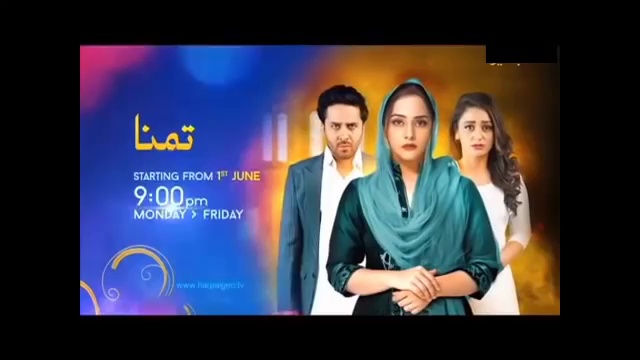 تمنا
STARTING FROM 1ST JUNE
9:00pm
MONDAY > FRIDAY
www.harpalgeo.tv